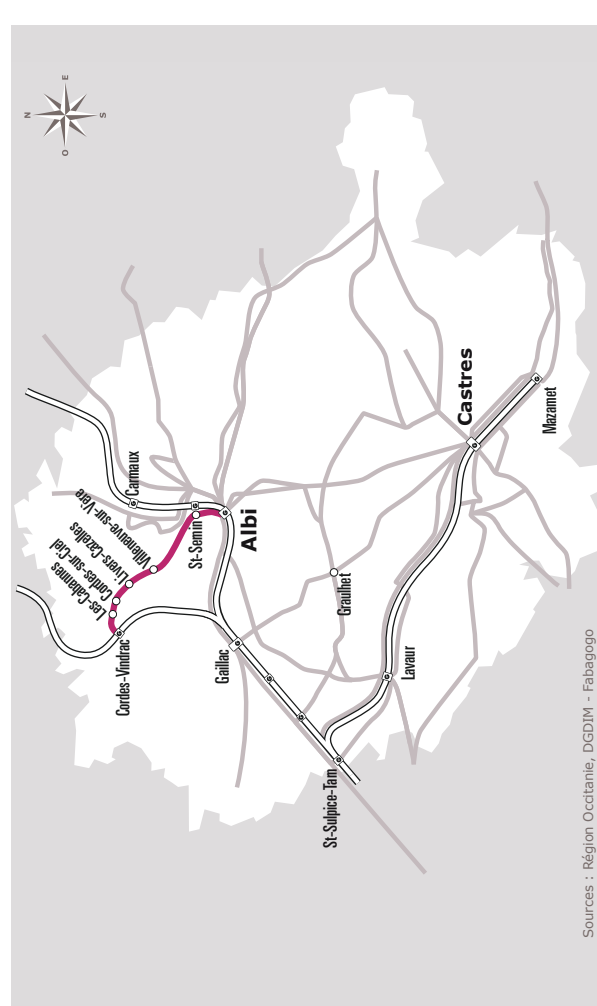 N
O
E
S
Les-Cabannes
Cordes-sur-Ciel
Livers-Cazelles
Villeneuve-sur-Vère
Carmaux
Cordes-Vindrac
St-Sernin
Albi
Gaillac
St-Sulpice-Tarn
Graulhet
Lavaur
Castres
Mazamet
Sources : Région Occitanie, DGDIM - Fabagogo